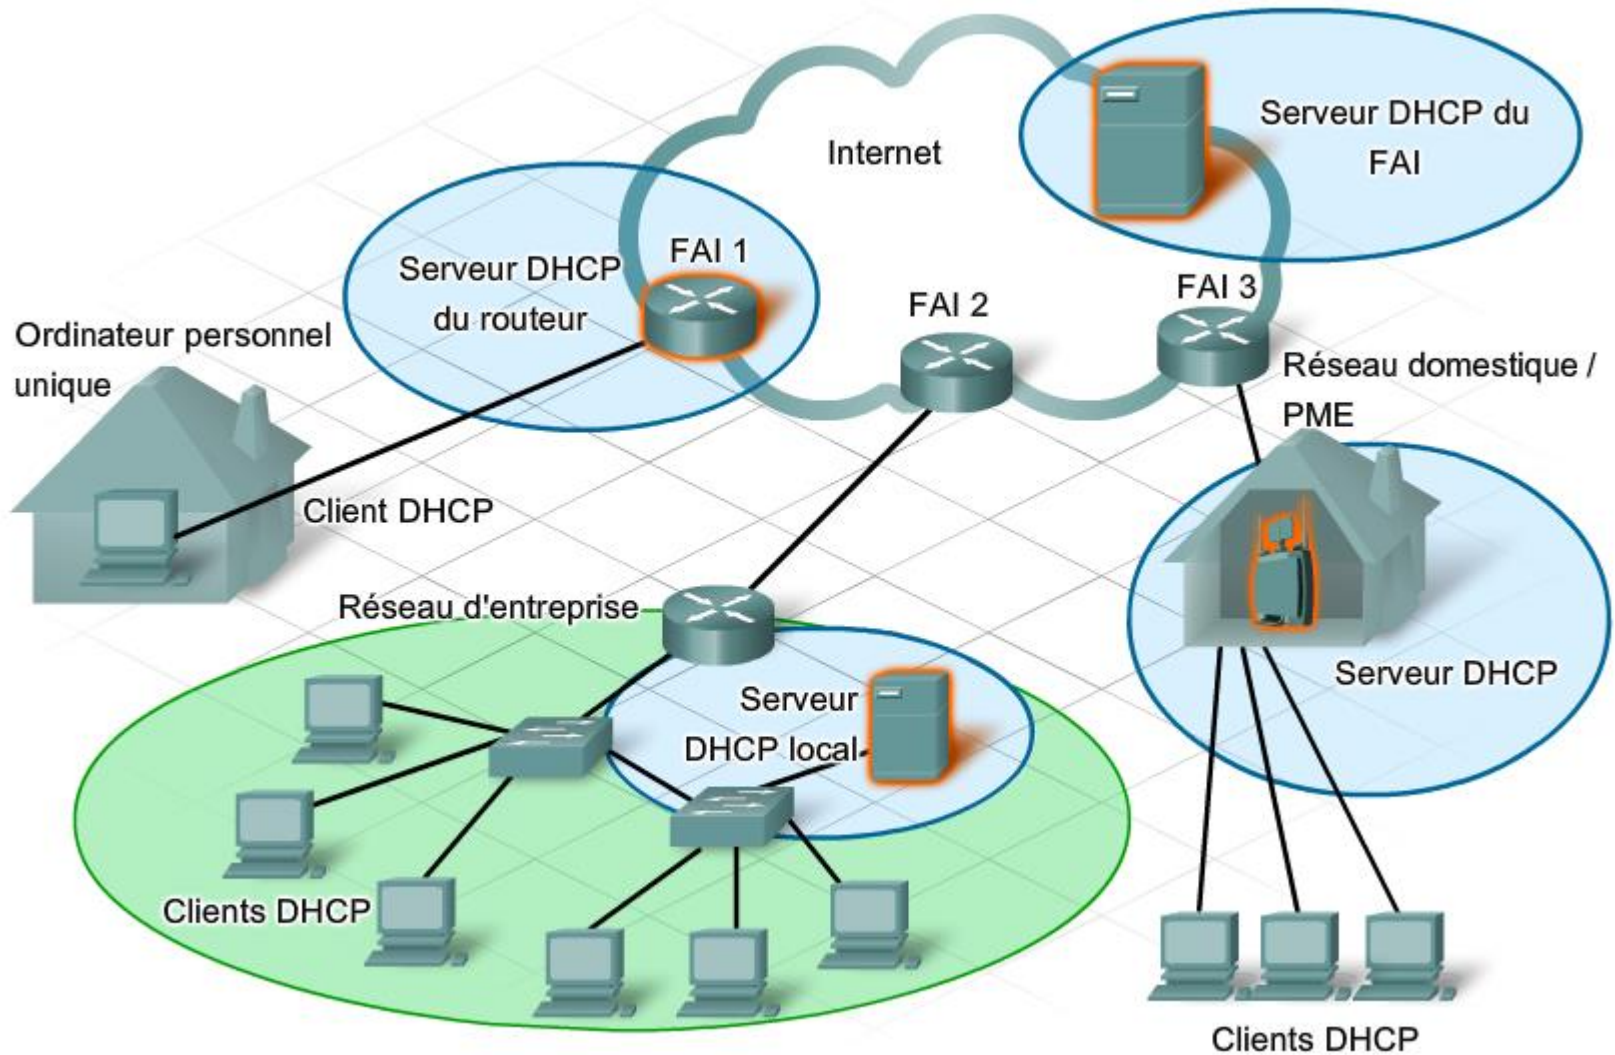 Internet
Serveur DHCP du
FAI
FAI 1
Serveur DHCP
du routeur
FAI 2
FAI 3
Ordinateur personnel
unique
Réseau domestique /
PME
Client DHCP
Réseau d'entreprise
Serveur DHCP
Serveur
DHCP local
Clients DHCP
Clients DHCP